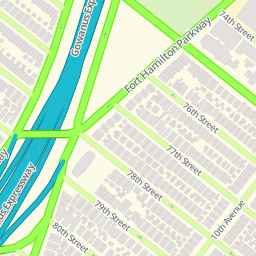 Gowanus Exp
Fort Hamilton Parkway
74th Street
76th Street
77th Street
78th Street
79th Street
80th Street
10th Avenue
us Expressway